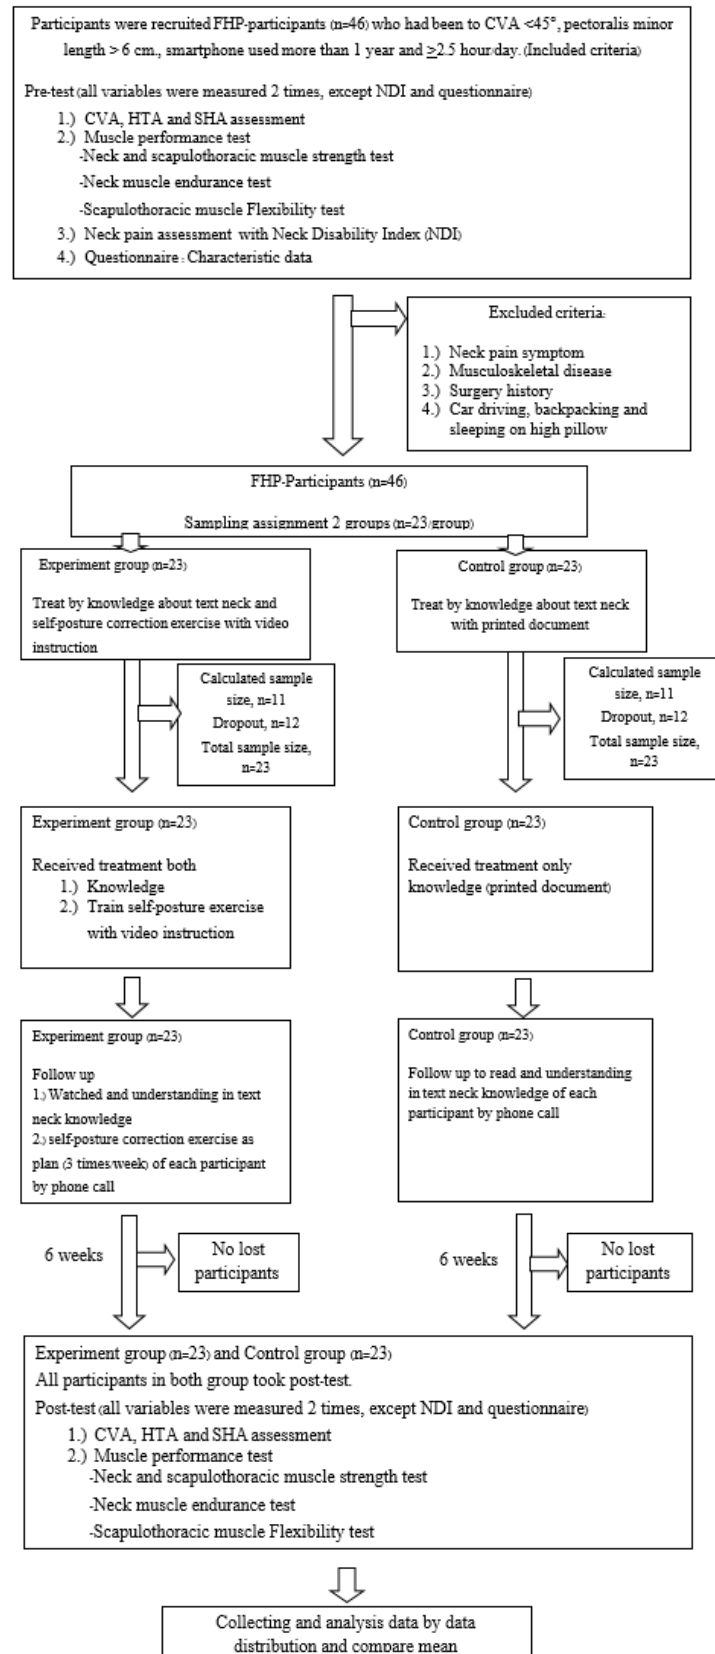 Participants were recruited FHP-participants (n=46) who had been to CVA <45°, pectoralis minor
length > 6 cm., smartphone used more than 1 year and ≥2.5 hour/day. (Included criteria)
Pre-test (all variables were measured 2 times, except NDI and questionnaire)
1.) CVA, HTA and SHA assessment
2.) Muscle performance test
-Neck and scapulothoracic muscle strength test
-Neck muscle endurance test
-Scapulothoracic muscle Flexibility test
3.) Neck pain assessment with Neck Disability Index (NDI)
4.) Questionnaire : Characteristic data
Excluded criteria:
1.) Neck pain symptom
2.) Musculoskeletal disease
3.) Surgery history
4.) Car driving, backpacking and
sleeping on high pillow
FHP-Participants (n=46)
Sampling assignment 2 groups (n=23/group)
Experiment group (n=23)
Treat by knowledge about text neck and
self-posture correction exercise with video
instruction
Control group (n=23)
Treat by knowledge about text neck
with printed document
Calculated sample
size, n=11
Dropout, n=12
Total sample size,
n=23
Calculated sample
size, n=11
Dropout, n=12
Total sample size,
n=23
Experiment group (n=23)
Received treatment both
1.) Knowledge
2.) Train self-posture exercise
with video instruction
Control group (n=23)
Received treatment only
knowledge (printed document)
Experiment group (n=23)
Follow up
1.) Watched and understanding in text
neck knowledge
2.) self-posture correction exercise as
plan (3 times/week) of each participant
by phone call
Control group (n=23)
Follow up to read and understanding
in text neck knowledge of each
participant by phone call
6 weeks
No lost
participants
6 weeks
No lost
participants
Experiment group (n=23) and Control group (n=23)
All participants in both group took post-test.
Post-test (all variables were measured 2 times, except NDI and questionnaire)
1.) CVA, HTA and SHA assessment
2.) Muscle performance test
-Neck and scapulothoracic muscle strength test
-Neck muscle endurance test
-Scapulothoracic muscle Flexibility test
Collecting and analysis data by data
distribution and compare mean